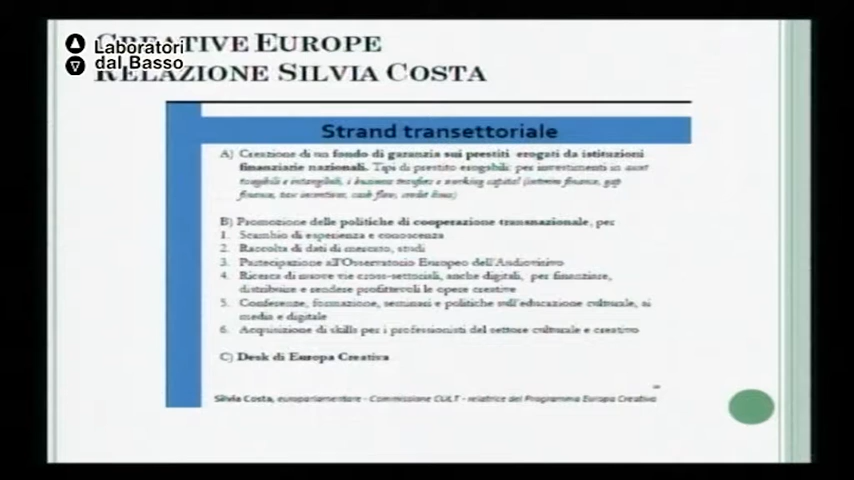 Laboratori
dal Basso
CREATIVE EUROPE
RELAZIONE SILVIA COSTA
Strand transettoriale
A) Creazione di un fondo di garanzia sui prestiti erogati da istituzioni
finanziarie nazionali. Tipi di prestito erogabili: per investimenti in asset
tangibili e intangibili, i business transfers e working capital (interim finance, gap
finance, tax incentives, cash flow, credit lines)
B) Promozione delle politiche di cooperazione transnazionale, per
1. Scambio di esperienza e conoscenza
2. Raccolta di dati di mercato, studi
3. Partecipazione all'Osservatorio Europeo dell'Audiovisivo
4. Ricerca di nuove vie cross-settoriali, anche digitali, per finanziare,
distribuire e rendere profittevoli le opere creative
5. Conferenze, formazione, seminari e politiche sull'educazione culturale, ai
media e digitale
6. Acquisizione di skills per i professionisti del settore culturale e creativo
C) Desk di Europa Creativa
Silvia Costa, europarlamentare - Commissione CULT - relatrice del Programma Europa Creativa